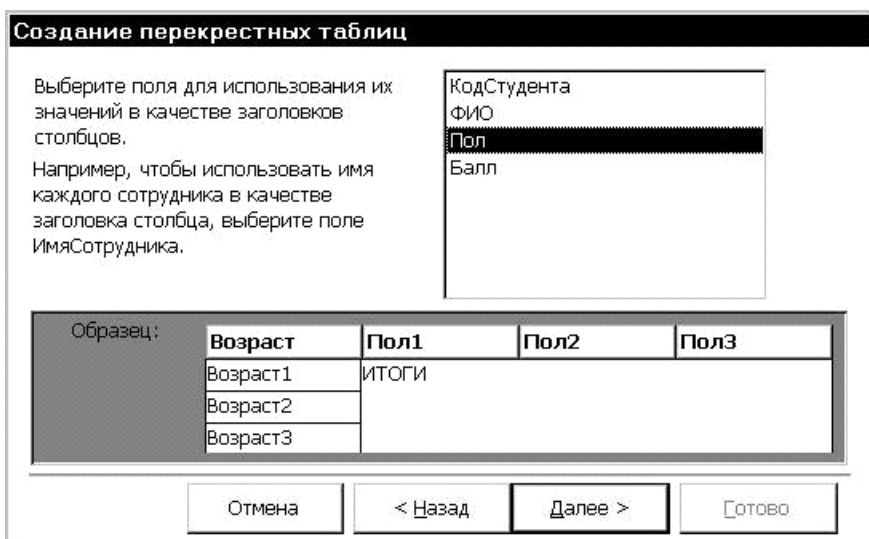 Создание перекрестных таблиц
Выберите поля для использования их
значений в качестве заголовков
столбцов.
Например, чтобы использовать имя
каждого сотрудника в качестве
заголовка столбца, выберите поле
ИмяСотрудника.
КодСтудента
ФИО
Пол
Балл
Образец:
Возраст Пол1 Пол2 Пол3
Возраст1 ИТОГИ
Возраст2
Возраст3
Отмена < Назад Далее > Готово